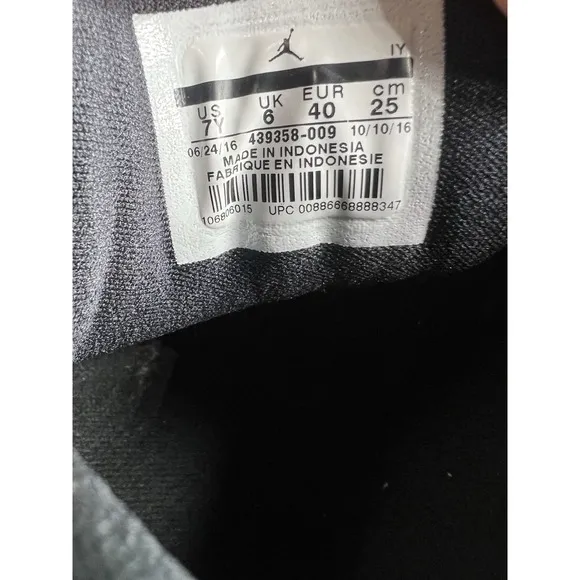 IY
US UK EUR cm
7Y 6 40 25
06/24/16 439358-009 10/10/16
MADE IN INDONESIA
FABRIQUE EN INDONESIE
106806015 UPC 00886668888347